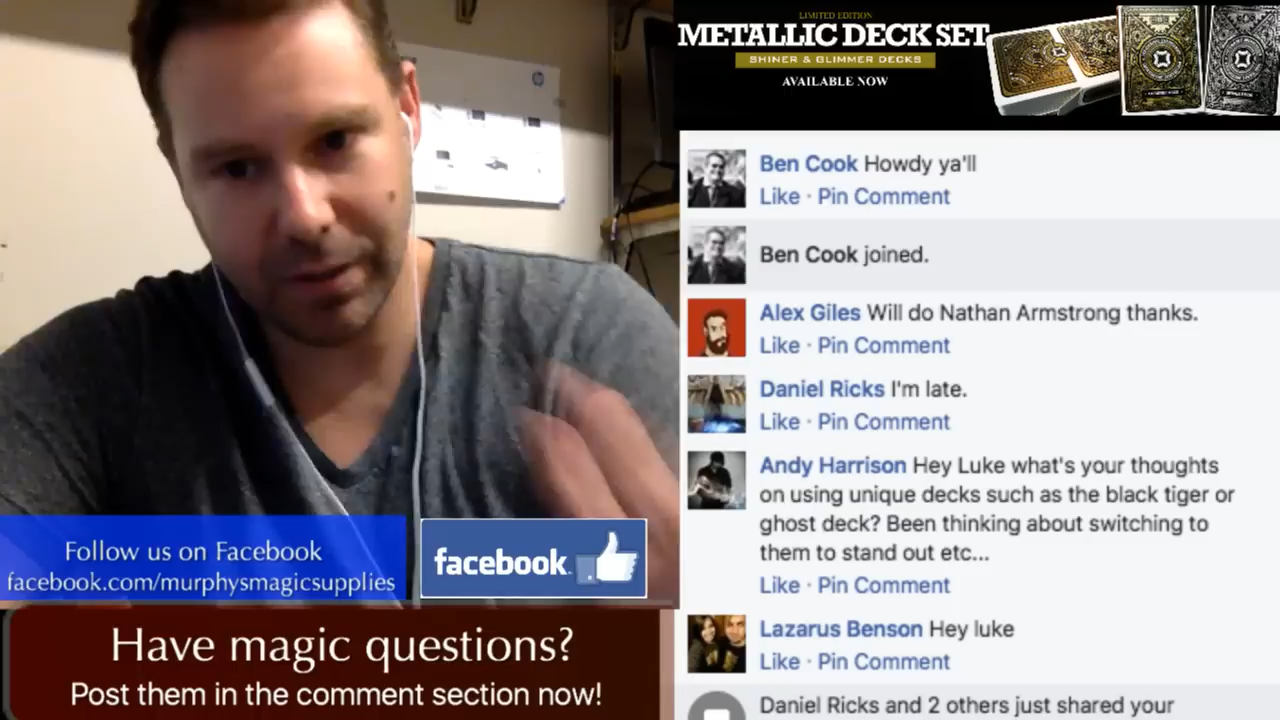 LIMITED EDITION
METALLIC DECK SET
SHINER & GLIMMER DECKS
AVAILABLE NOW
Ben Cook Howdy ya'll
Like · Pin Comment
Ben Cook joined.
Alex Giles Will do Nathan Armstrong thanks.
Like · Pin Comment
Daniel Ricks I'm late.
Like · Pin Comment
Andy Harrison Hey Luke what's your thoughts
on using unique decks such as the black tiger or
ghost deck? Been thinking about switching to
them to stand out etc...
Like · Pin Comment
Lazarus Benson Hey luke
Like · Pin Comment
Daniel Ricks and 2 others just shared your
Follow us on Facebook
facebook.com/murphysmagicsupplies
facebook
Have magic questions?
Post them in the comment section now!
hp